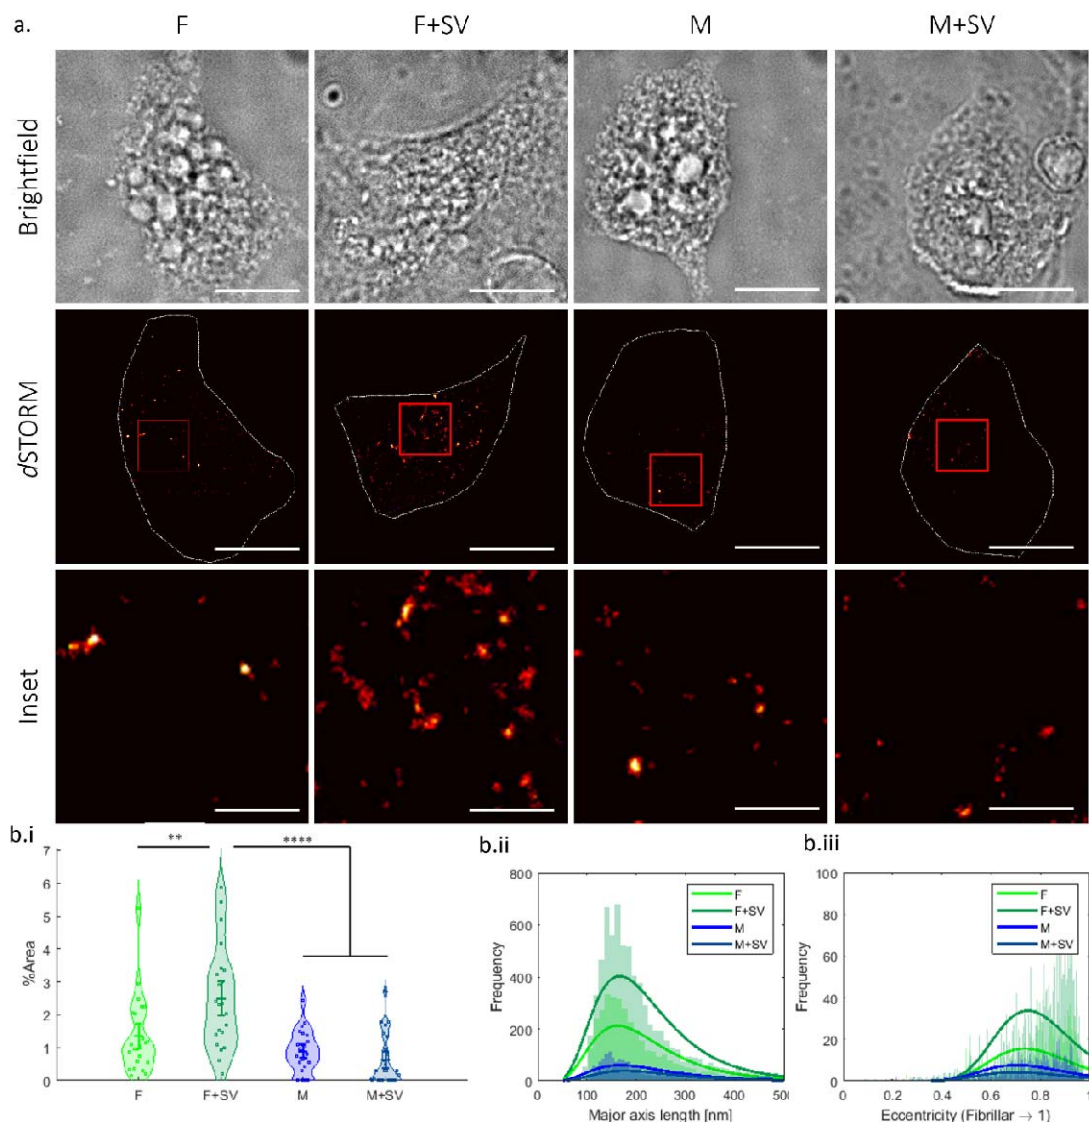 a.
F
F+SV
M
M+SV
Brightfield
dSTORM
Inset
b.i
**
****
7
6
5
4
3
2
1
0
%Area
F
F+SV
M
M+SV
b.ii
800
600
400
200
0
Frequency
F
F+SV
M
M+SV
0
100
200
300
400
500
Major axis length [nm]
b.iii
100
80
60
40
20
0
Frequency
F
F+SV
M
M+SV
0
0.2
0.4
0.6
0.8
1
Eccentricity (Fibrillar → 1)